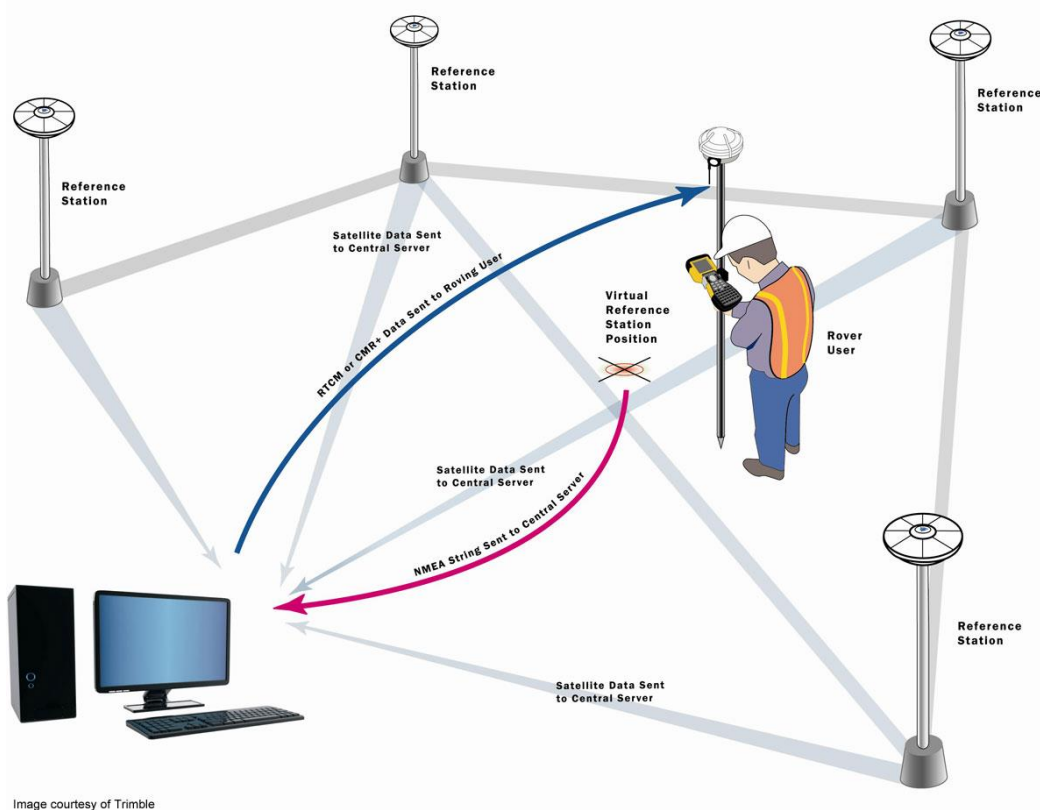 Reference
Station
Reference
Station
Reference
Station
Reference
Station
Satellite Data Sent
to Central Server
RTCM or CMR+ Data Sent to Roving User
Virtual
Reference
Station
Position
Rover
User
Satellite Data Sent
to Central Server
NMEA String Sent to Central Server
Reference
Station
Satellite Data Sent
to Central Server
Image courtesy of Trimble